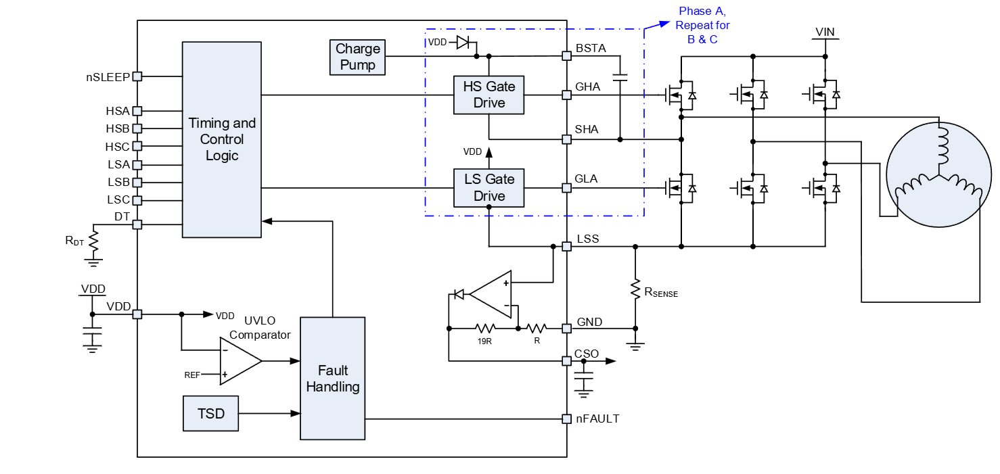 Phase A,
Repeat for
B & C
VIN
VDD
Charge
Pump
BSTA
nSLEEP
HS Gate
Drive
GHA
HSA
HSB
HSC
LSA
LSB
LSC
DT
Timing and
Control
Logic
SHA
VDD
LS Gate
Drive
GLA
RDT
LSS
VDD
VDD
VDD
UVLO
Comparator
+
−
RSENSE
19R
R
GND
CSO
−
+
REF
Fault
Handling
TSD
nFAULT